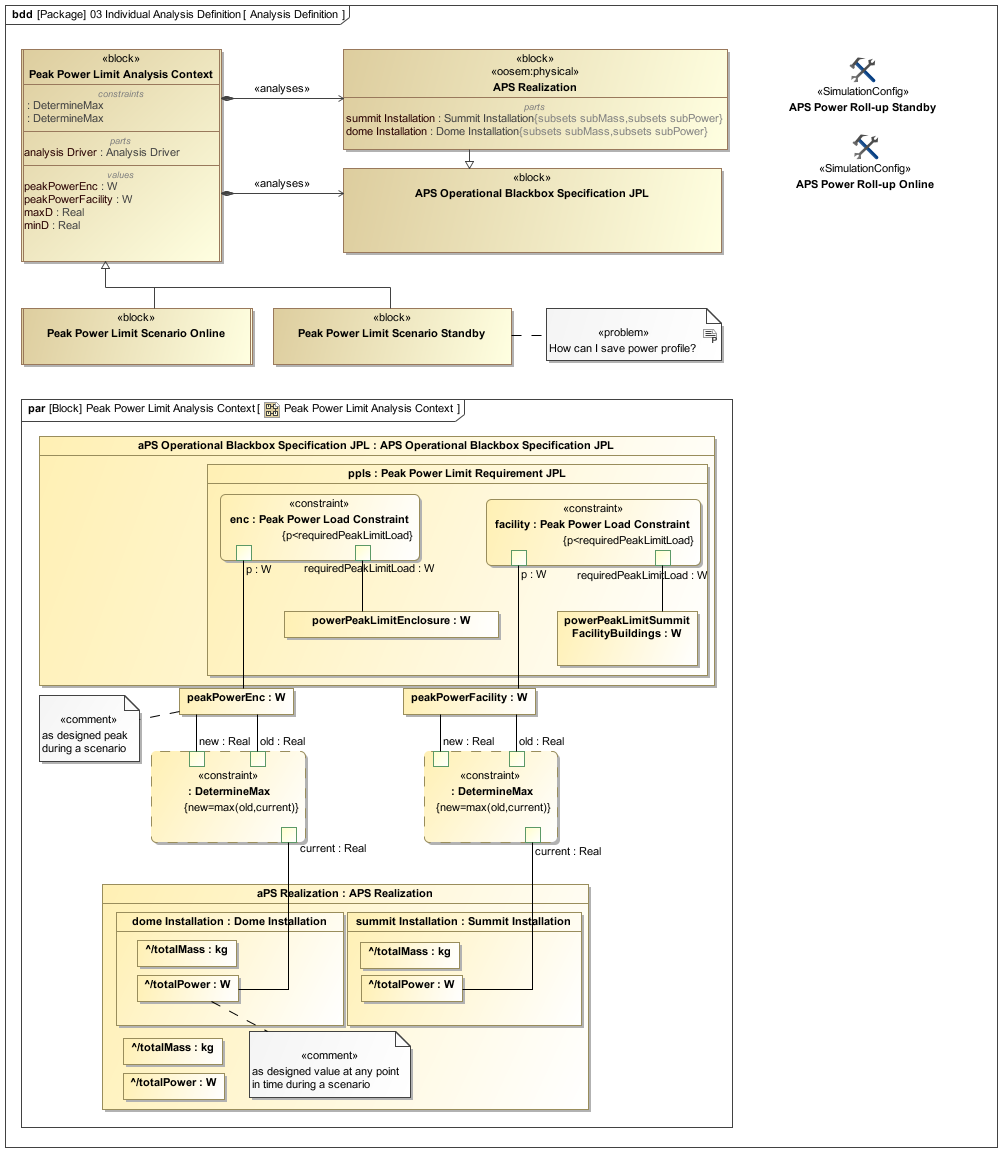 bdd [Package] 03 Individual Analysis Definition [ Analysis Definition ]
«block»
Peak Power Limit Analysis Context
constraints
: DetermineMax
: DetermineMax
parts
analysis Driver : Analysis Driver
values
peakPowerEnc : W
peakPowerFacility : W
maxD : Real
minD : Real
«analyses»
«analyses»
«block»
«oosem:physical»
APS Realization
parts
summit Installation : Summit Installation{subsets subMass,subsets subPower}
dome Installation : Dome Installation{subsets subMass,subsets subPower}
«block»
APS Operational Blackbox Specification JPL
«SimulationConfig»
APS Power Roll-up Standby
«SimulationConfig»
APS Power Roll-up Online
«block»
Peak Power Limit Scenario Online
«block»
Peak Power Limit Scenario Standby
«problem»
How can I save power profile?
par [Block] Peak Power Limit Analysis Context [ Peak Power Limit Analysis Context ]
aPS Operational Blackbox Specification JPL : APS Operational Blackbox Specification JPL
ppls : Peak Power Limit Requirement JPL
«constraint»
enc : Peak Power Load Constraint
{p<requiredPeakLimitLoad}
p : W
requiredPeakLimitLoad : W
«constraint»
facility : Peak Power Load Constraint
{p<requiredPeakLimitLoad}
p : W
requiredPeakLimitLoad : W
powerPeakLimitEnclosure : W
powerPeakLimitSummit
FacilityBuildings : W
peakPowerEnc : W
peakPowerFacility : W
«comment»
as designed peak
during a scenario
new : Real
old : Real
new : Real
old : Real
«constraint»
: DetermineMax
{new=max(old,current)}
current : Real
«constraint»
: DetermineMax
{new=max(old,current)}
current : Real
aPS Realization : APS Realization
dome Installation : Dome Installation
^/totalMass : kg
^/totalPower : W
summit Installation : Summit Installation
^/totalMass : kg
^/totalPower : W
^/totalMass : kg
^/totalPower : W
«comment»
as designed value at any point
in time during a scenario